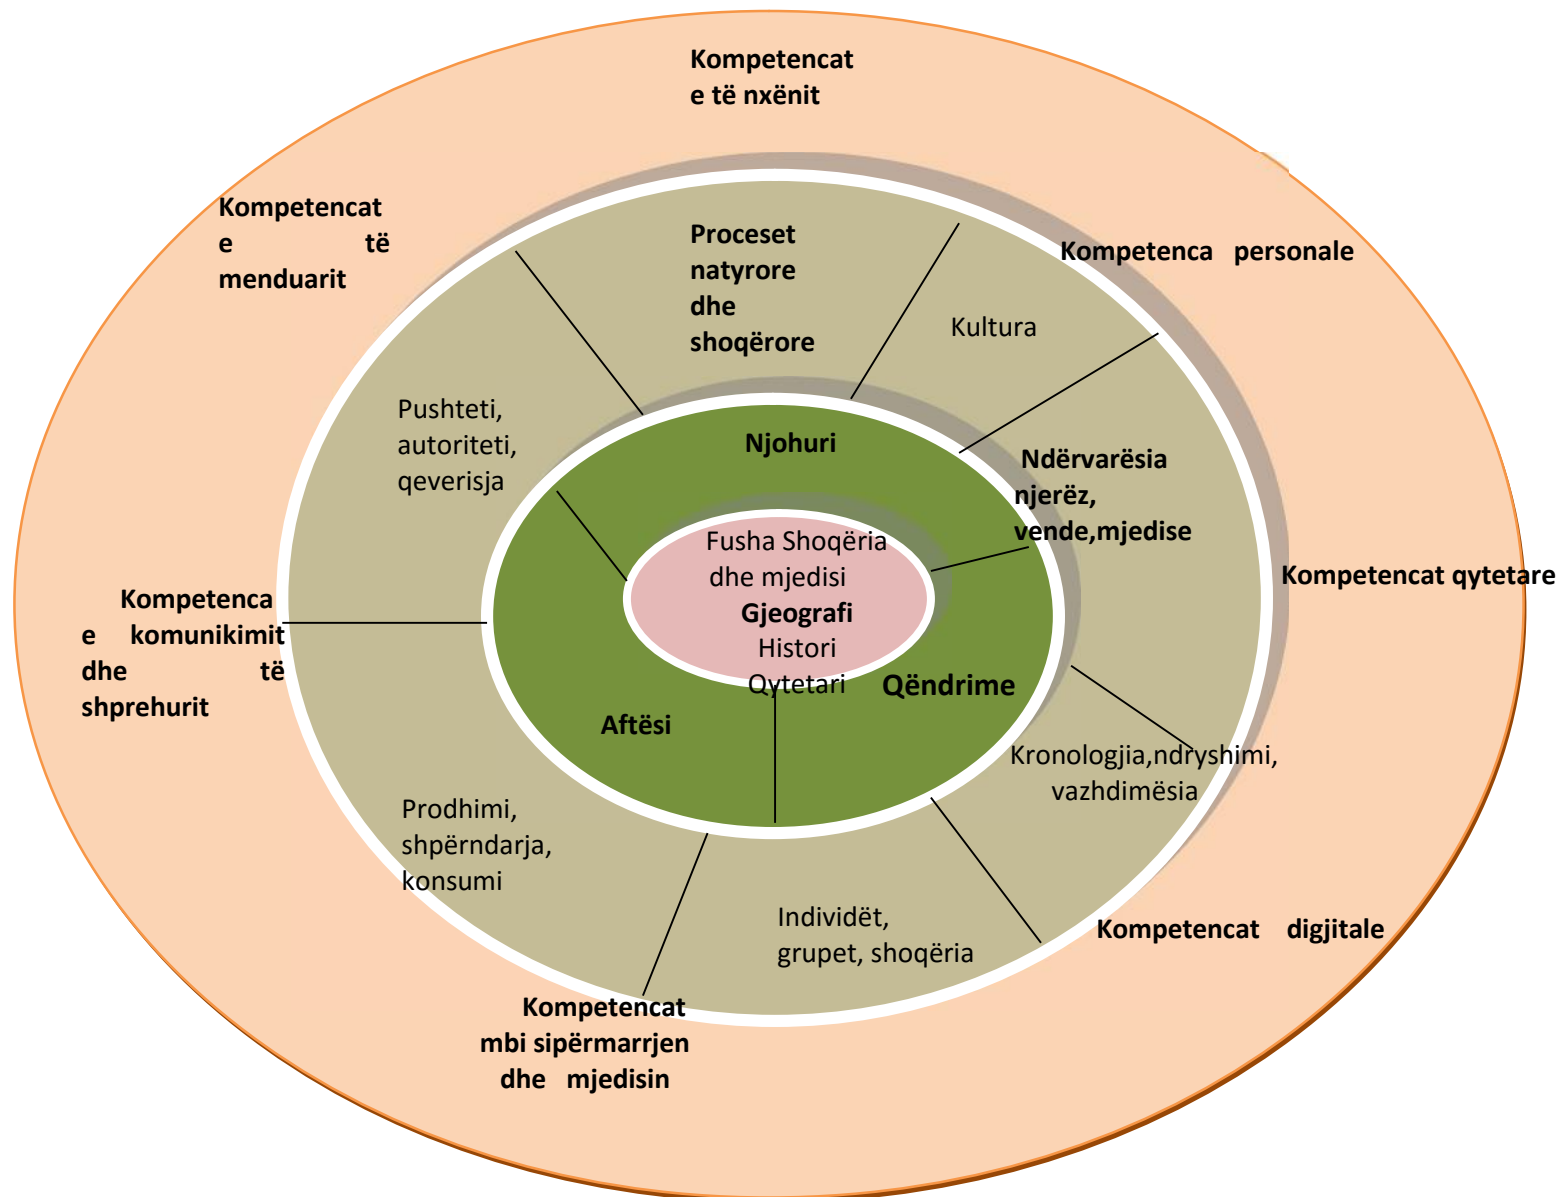 Kompetencat
e të nxënit
Kompetencat
e të
menduarit
Proceset
natyrore
dhe
shoqërore
Kompetenca personale
Kultura
Pushteti,
autoriteti,
qeverisja
Njohuri
Ndërvarësia
njerëz,
vende,mjedise
Fusha Shoqëria
dhe mjedisi
Gjeografi
Histori
Qytetari
Kompetencat qytetare
Kompetenca
e komunikimit
dhe të
shprehurit
Qëndrime
Aftësi
Kronologjia,ndryshimi,
vazhdimësia
Prodhimi,
shpërndarja,
konsumi
Individët,
grupet, shoqëria
Kompetencat digjitale
Kompetencat
mbi sipërmarrjen
dhe mjedisin